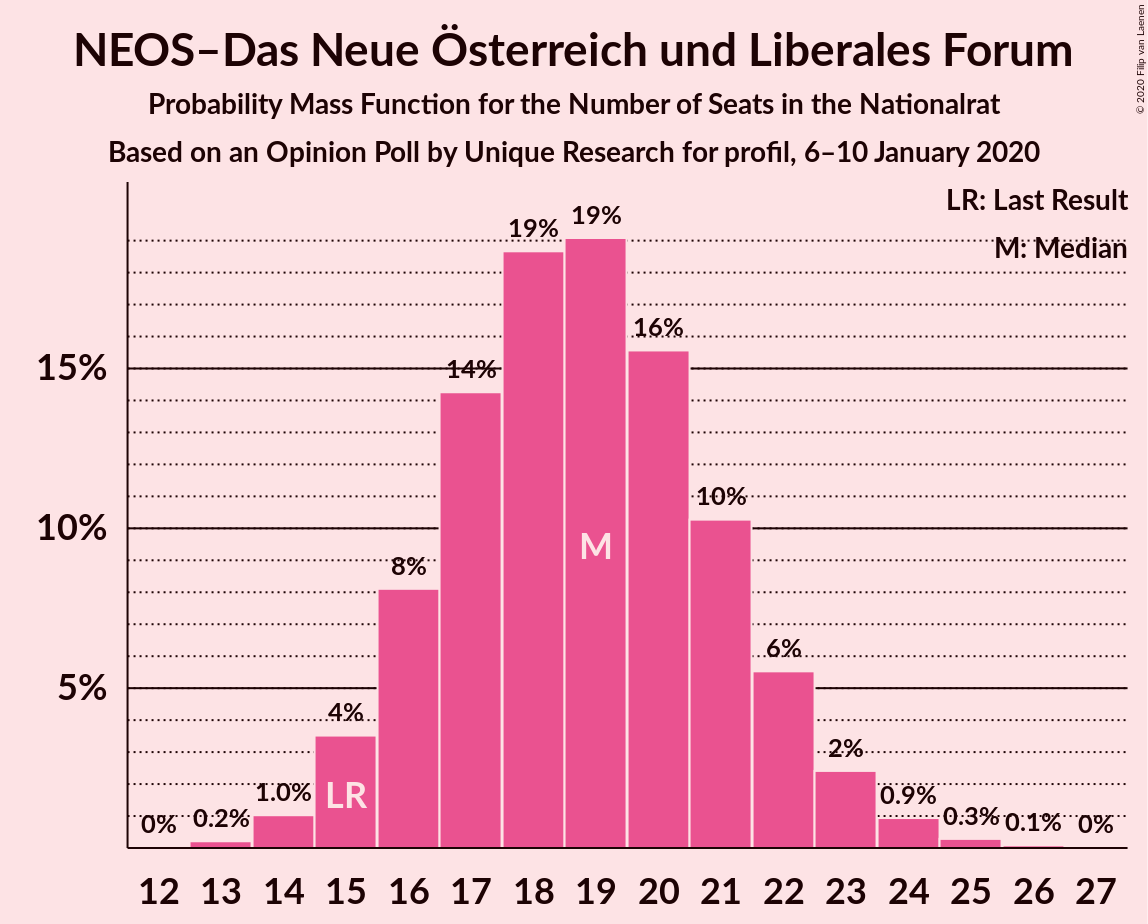 NEOS–Das Neue Österreich und Liberales Forum
Probability Mass Function for the Number of Seats in the Nationalrat
Based on an Opinion Poll by Unique Research for profil, 6–10 January 2020
© 2020 Filip van Laenen
LR: Last Result
M: Median
15%
10%
5%
0%
0.2%
1.0%
4%
8%
14%
19%
19%
16%
10%
6%
2%
0.9%
0.3%
0.1%
0%
LR
M
12 13 14 15 16 17 18 19 20 21 22 23 24 25 26 27